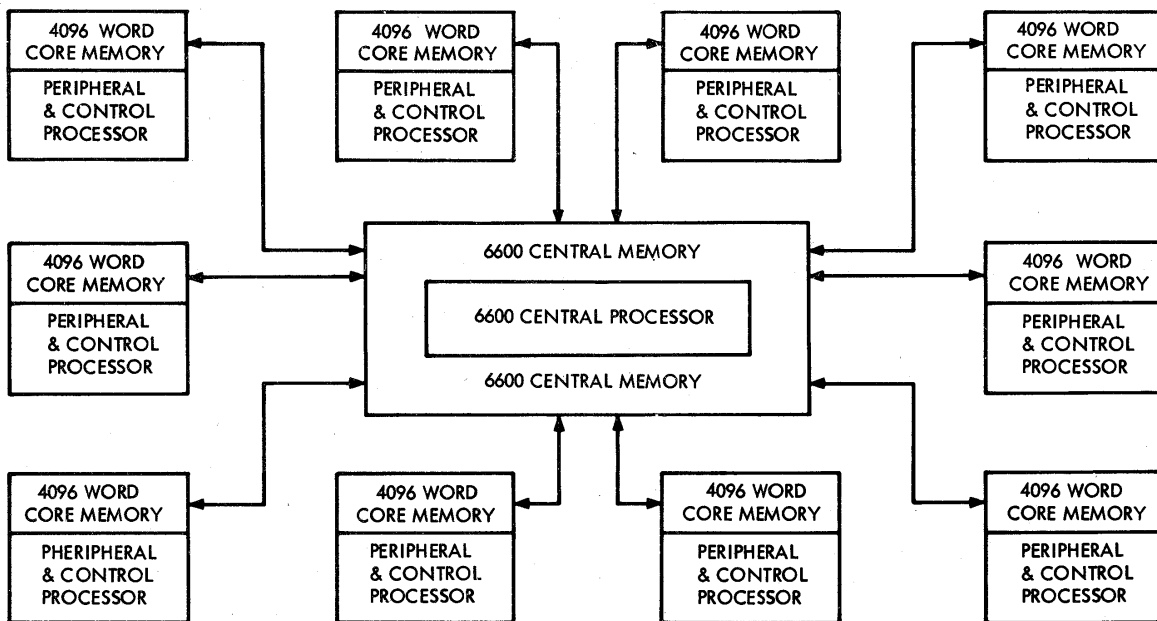 4096 WORD
CORE MEMORY
PERIPHERAL
& CONTROL
PROCESSOR
4096 WORD
CORE MEMORY
PERIPHERAL
& CONTROL
PROCESSOR
4096 WORD
CORE MEMORY
PERIPHERAL
& CONTROL
PROCESSOR
4096 WORD
CORE MEMORY
PERIPHERAL
& CONTROL
PROCESSOR
4096 WORD
CORE MEMORY
PERIPHERAL
& CONTROL
PROCESSOR
6600 CENTRAL MEMORY
6600 CENTRAL PROCESSOR
6600 CENTRAL MEMORY
4096 WORD
CORE MEMORY
PERIPHERAL
& CONTROL
PROCESSOR
4096 WORD
CORE MEMORY
PHERIPHERAL
& CONTROL
PROCESSOR
4096 WORD
CORE MEMORY
PERIPHERAL
& CONTROL
PROCESSOR
4096 WORD
CORE MEMORY
PERIPHERAL
& CONTROL
PROCESSOR
4096 WORD
CORE MEMORY
PERIPHERAL
& CONTROL
PROCESSOR